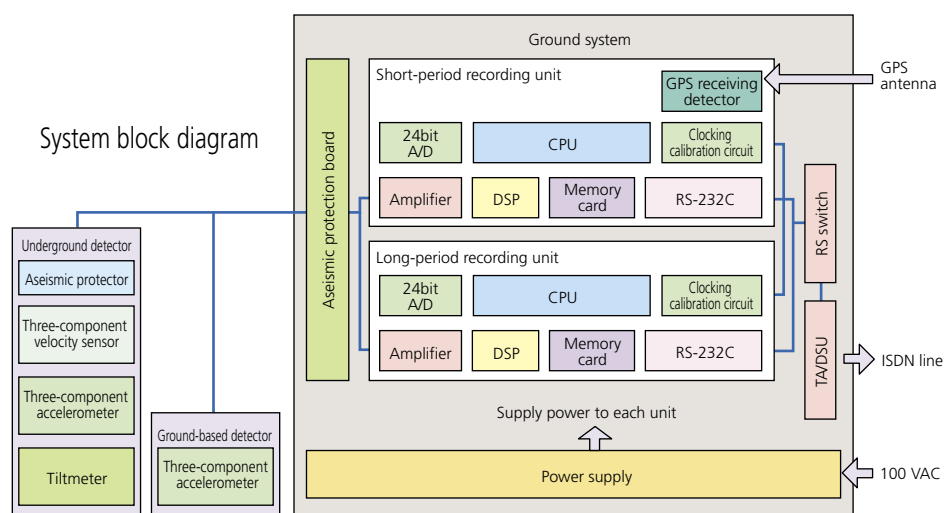 System block diagram
Underground detector
Aseismic protector
Three-component
velocity sensor
Three-component
accelerometer
Tiltmeter
Ground-based detector
Three-component
accelerometer
Ground system
Aseismic protection board
Short-period recording unit
GPS receiving
detector
24bit
A/D
CPU
Clocking
calibration circuit
Amplifier
DSP
Memory
card
RS-232C
Long-period recording unit
24bit
A/D
CPU
Clocking
calibration circuit
Amplifier
DSP
Memory
card
RS-232C
RS switch
TA/DSU
Supply power to each unit
Power supply
GPS
antenna
ISDN line
100 VAC